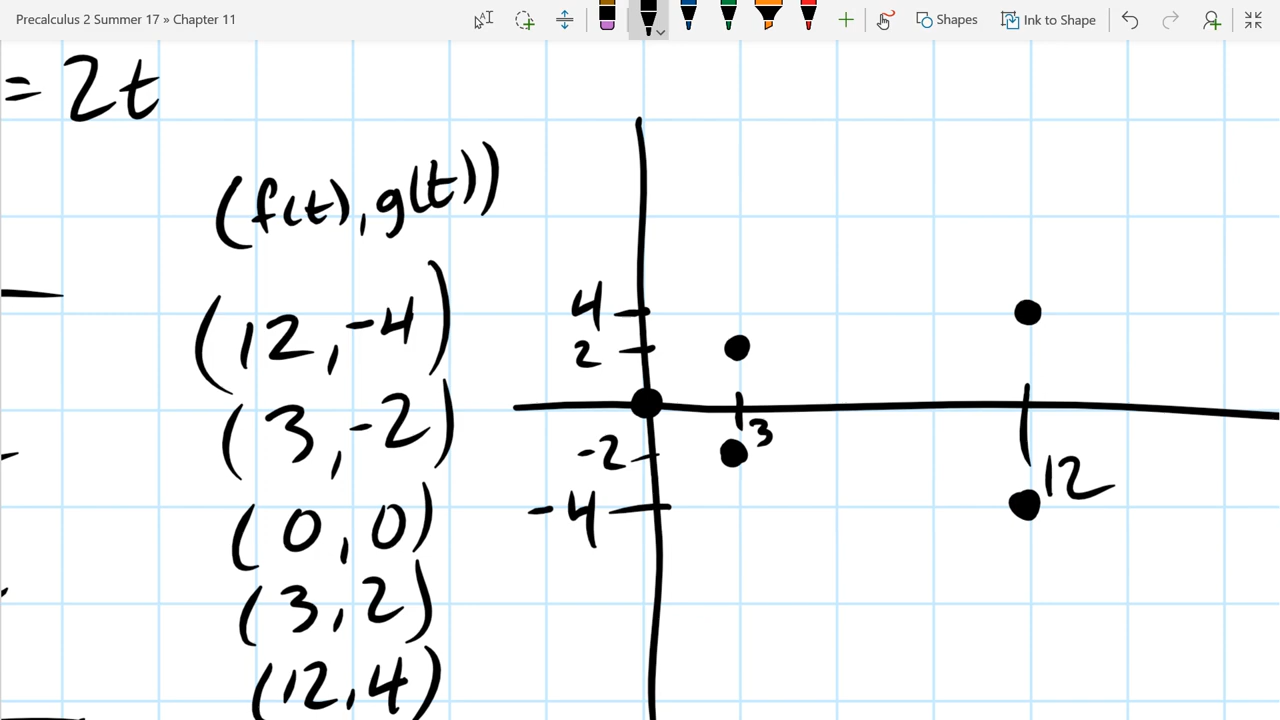 Precalculus 2 Summer 17 » Chapter 11
Shapes
Ink to Shape
= 2t
(f(t), g(t))
(12, -4)
(3, -2)
(0, 0)
(3, 2)
(12, 4)
4
2
-2
-4
3
12